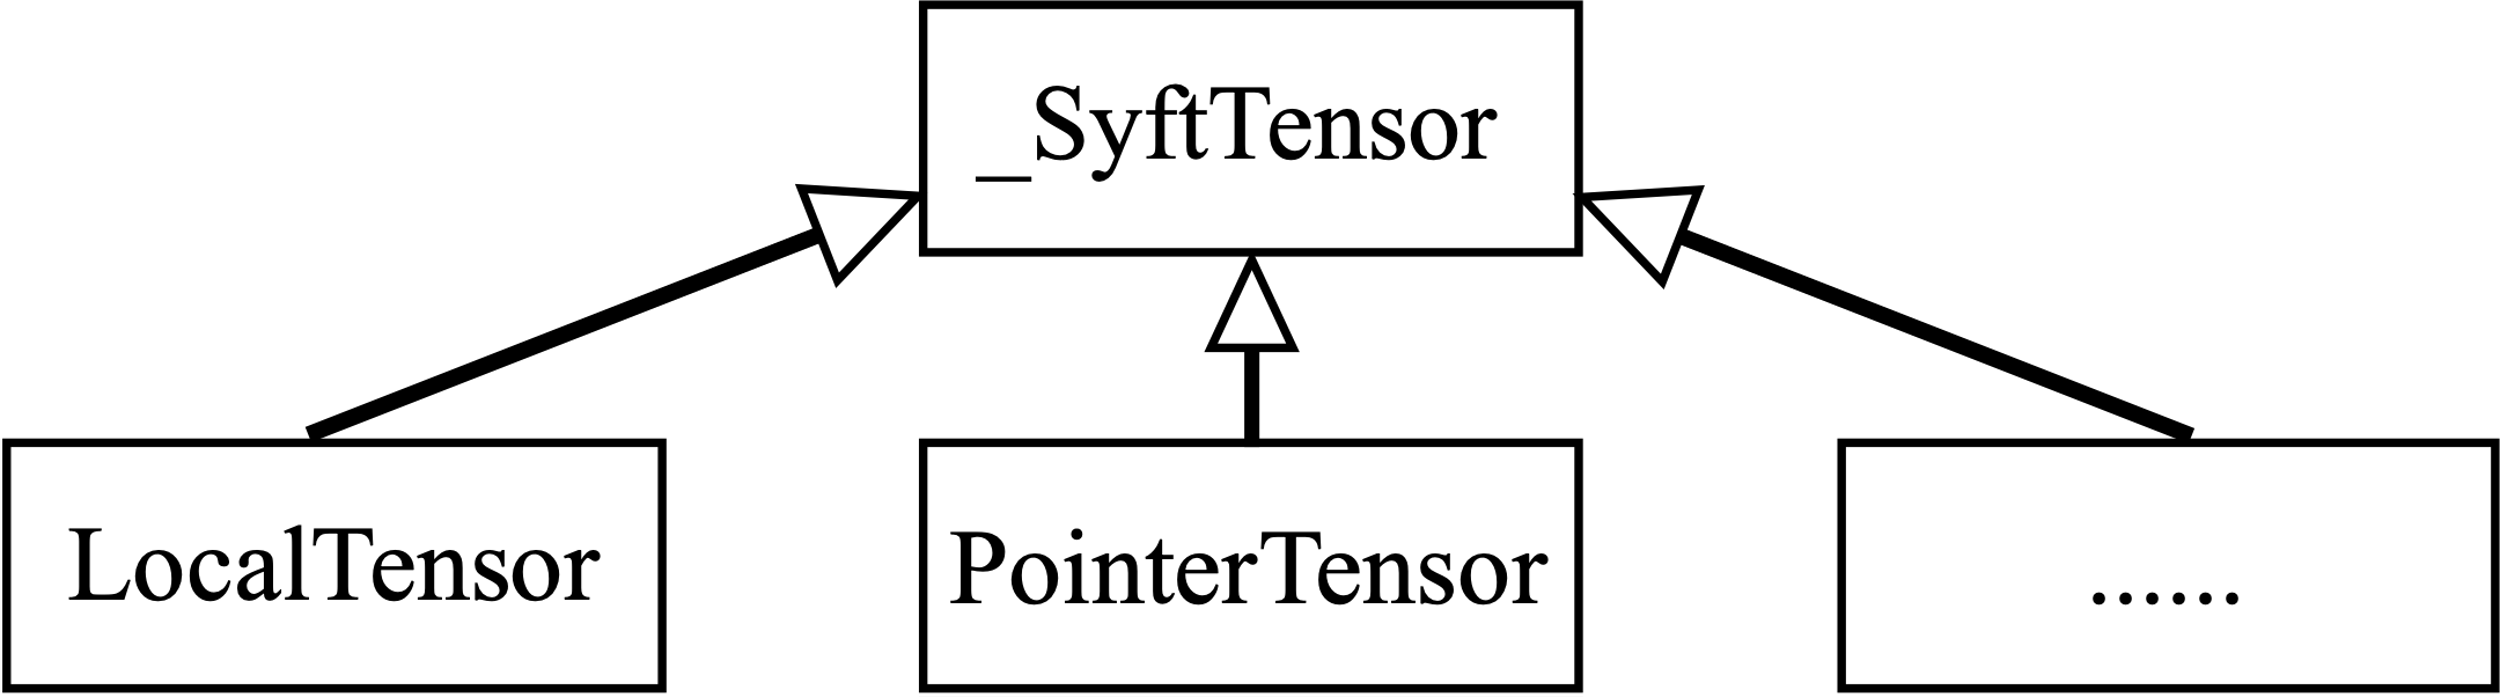 _SyftTensor
LocalTensor
PointerTensor
......